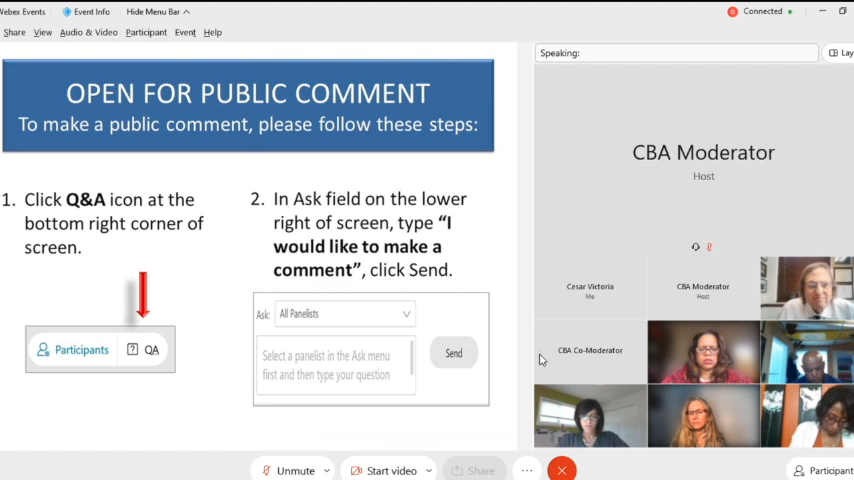 Webex Events
Event Info
Hide Menu Bar
Connected
Share View Audio & Video Participant Event Help
Speaking:
Lay
OPEN FOR PUBLIC COMMENT
To make a public comment, please follow these steps:
CBA Moderator
Host
1. Click Q&A icon at the
bottom right corner of
screen.
2. In Ask field on the lower
right of screen, type “I
would like to make a
comment”, click Send.
Participants
? QA
Ask:
All Panelists
Select a panelist in the Ask menu
first and then type your question
Send
Cesar Victoria
Me
CBA Moderator
Host
CBA Co-Moderator
Unmute
Start video
Share
Participant